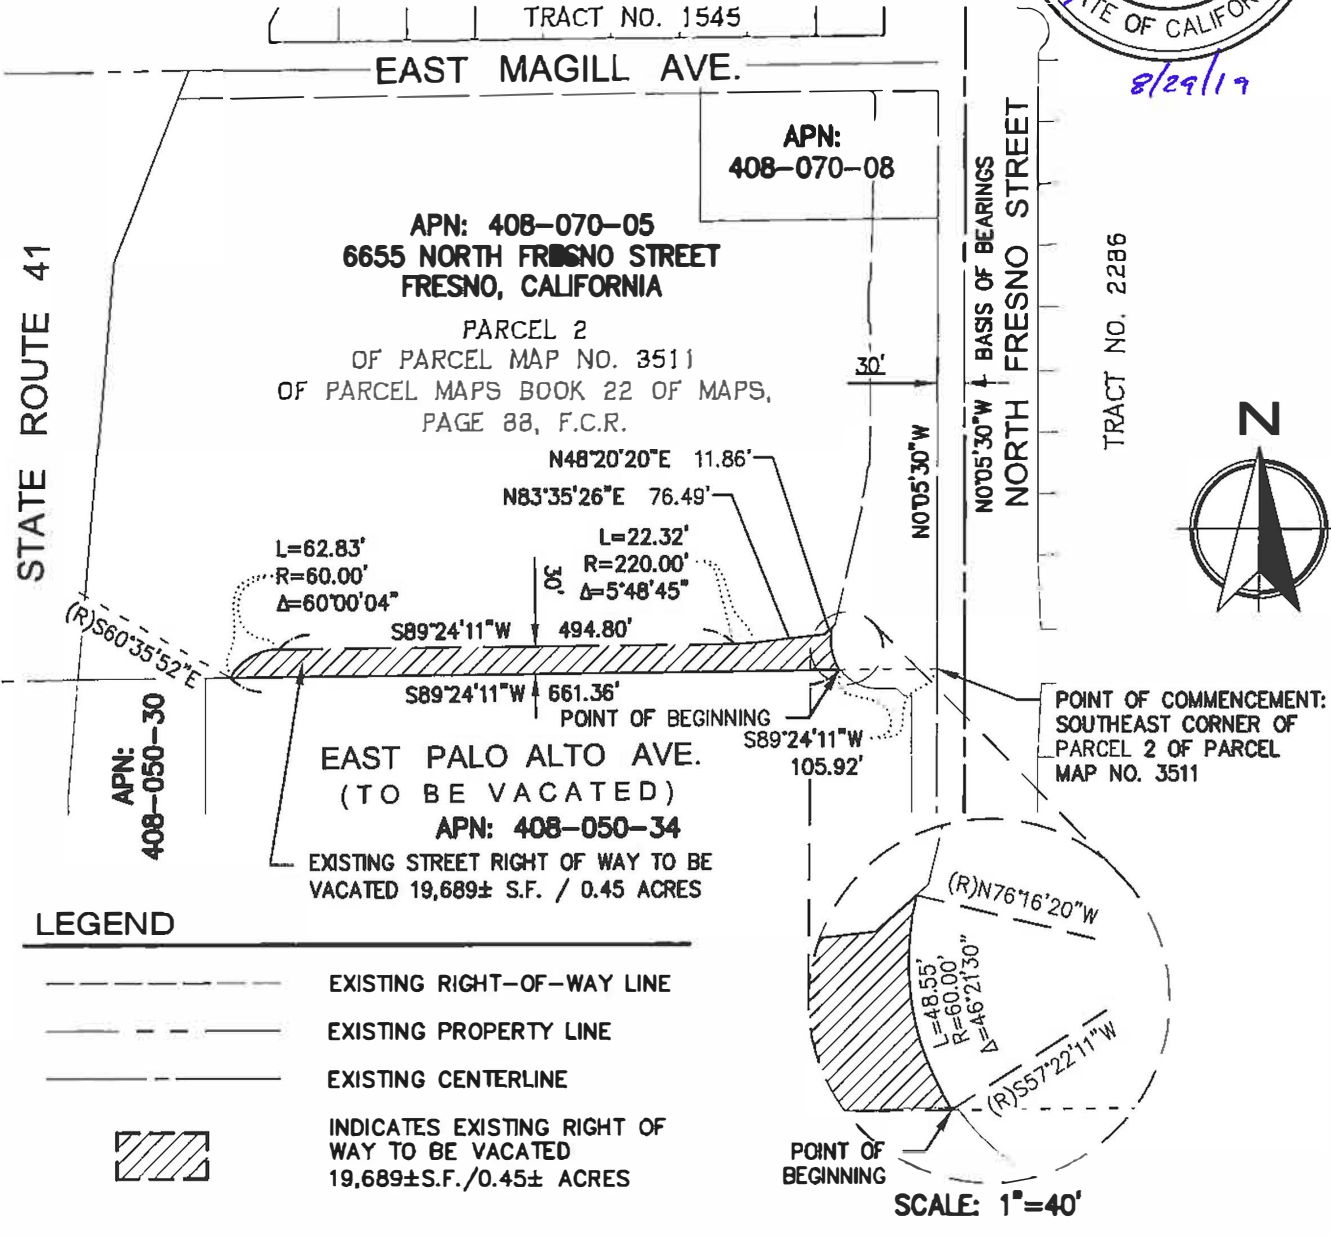 TRACT NO. 1545
ATE OF CALIFOR
8/29/19
EAST MAGILL AVE.
APN:
408-070-08
APN: 408-070-05
6655 NORTH FRESNO STREET
FRESNO, CALIFORNIA
PARCEL 2
OF PARCEL MAP NO. 3511
OF PARCEL MAPS BOOK 22 OF MAPS,
PAGE 88, F.C.R.
STATE ROUTE 41
30'
N0°05'30"W
N0°05'30"W BASIS OF BEARINGS
NORTH FRESNO STREET
TRACT NO. 2286
N
N48°20'20"E 11.86'
N83°35'26"E 76.49'
L=62.83'
R=60.00'
Δ=60°00'04"
30'
L=22.32'
R=220.00'
Δ=5°48'45"
(R)S60°35'52"E
S89°24'11"W 494.80'
S89°24'11"W 661.36'
POINT OF BEGINNING
S89°24'11"W
105.92'
POINT OF COMMENCEMENT:
SOUTHEAST CORNER OF
PARCEL 2 OF PARCEL
MAP NO. 3511
APN:
408-050-30
EAST PALO ALTO AVE.
(TO BE VACATED)
APN: 408-050-34
EXISTING STREET RIGHT OF WAY TO BE
VACATED 19,689± S.F. / 0.45 ACRES
(R)N76°16'20"W
L=48.55'
R=60.00'
Δ=46°21'30"
(R)S57°22'11"W
POINT OF
BEGINNING
SCALE: 1"=40'
LEGEND
EXISTING RIGHT-OF-WAY LINE
EXISTING PROPERTY LINE
EXISTING CENTERLINE
INDICATES EXISTING RIGHT OF
WAY TO BE VACATED
19,689±S.F./0.45± ACRES